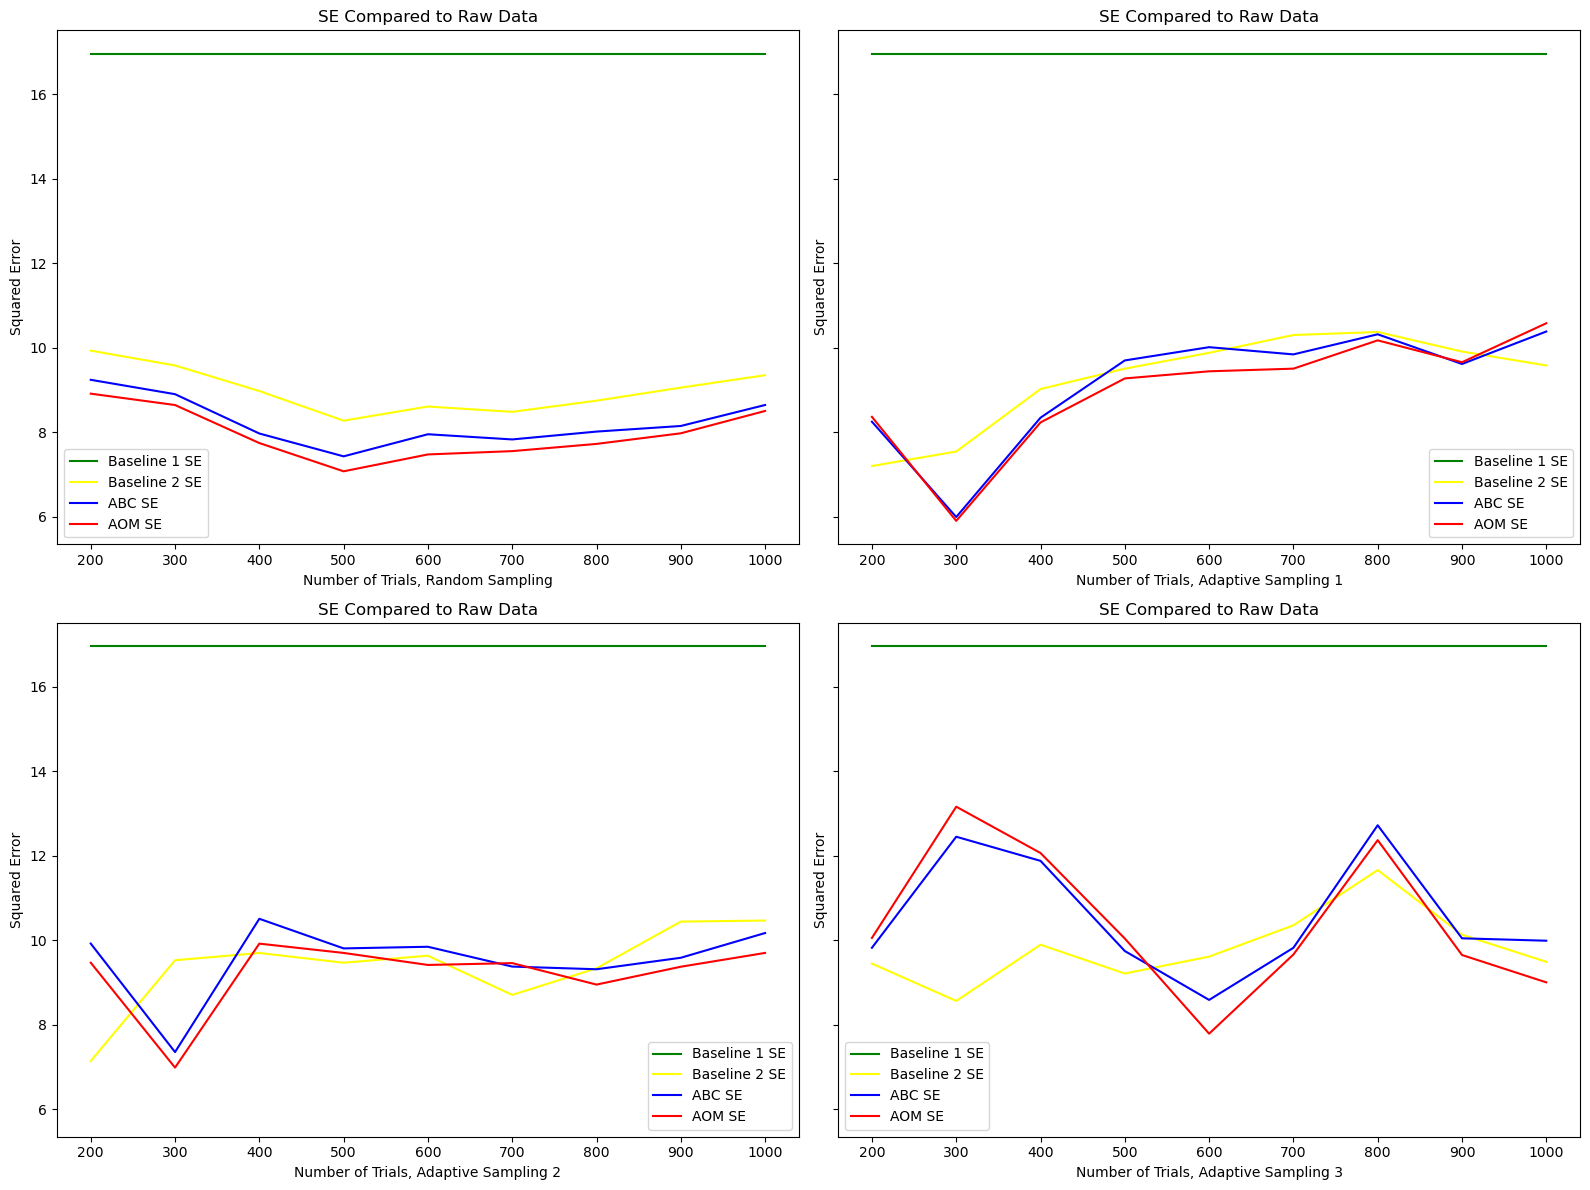 SE Compared to Raw Data
Squared Error
16
14
12
10
8
6
Baseline 1 SE
Baseline 2 SE
ABC SE
AOM SE
200 300 400 500 600 700 800 900 1000
Number of Trials, Random Sampling
SE Compared to Raw Data
Squared Error
Baseline 1 SE
Baseline 2 SE
ABC SE
AOM SE
200 300 400 500 600 700 800 900 1000
Number of Trials, Adaptive Sampling 1
SE Compared to Raw Data
Squared Error
16
14
12
10
8
6
Baseline 1 SE
Baseline 2 SE
ABC SE
AOM SE
200 300 400 500 600 700 800 900 1000
Number of Trials, Adaptive Sampling 2
SE Compared to Raw Data
Squared Error
Baseline 1 SE
Baseline 2 SE
ABC SE
AOM SE
200 300 400 500 600 700 800 900 1000
Number of Trials, Adaptive Sampling 3